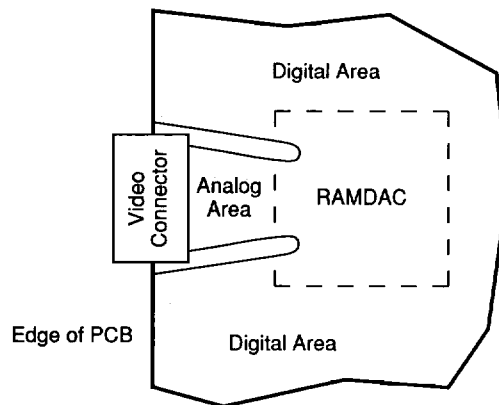 Digital Area
Video
Connector
Analog
Area
RAMDAC
Edge of PCB
Digital Area